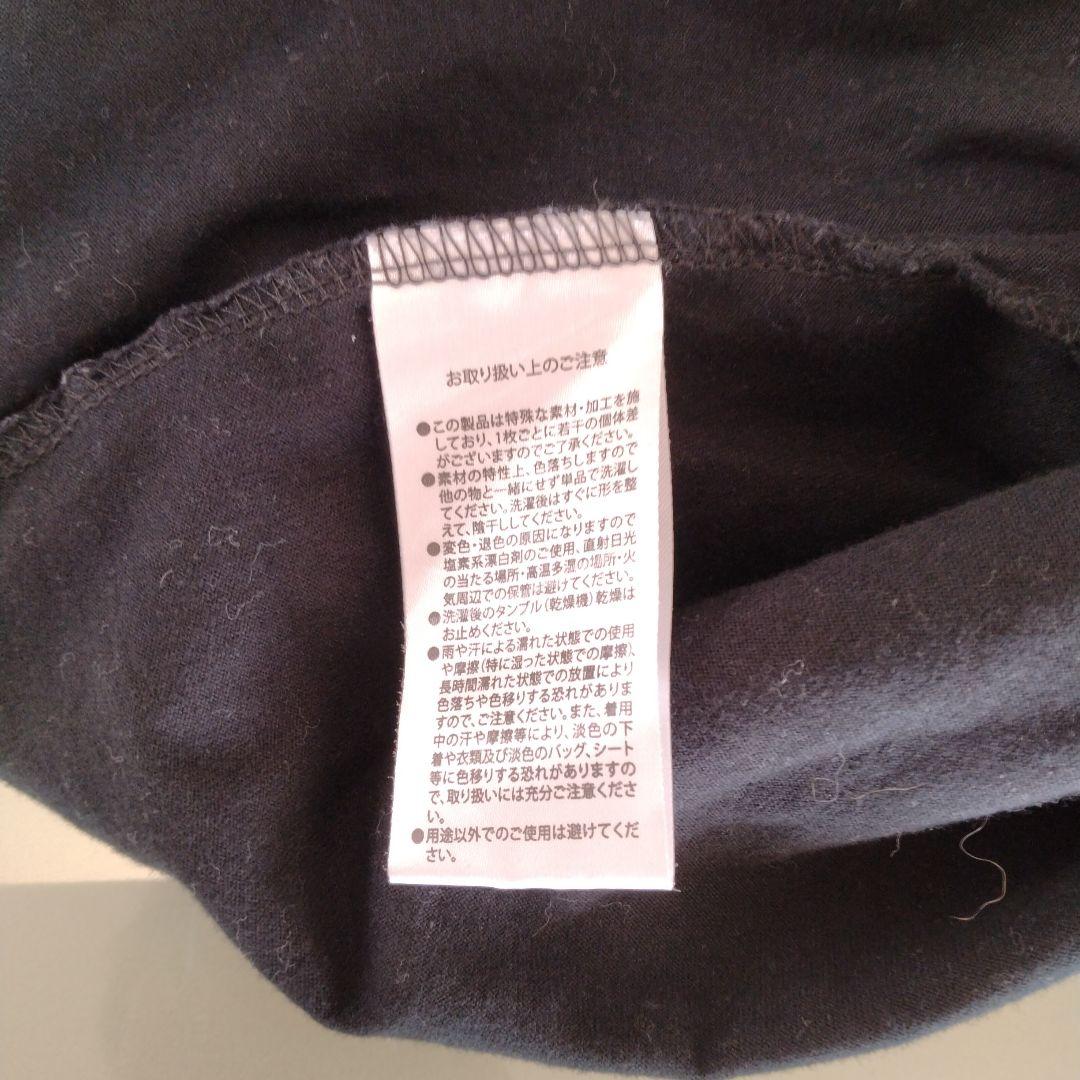 お取り扱い上のご注意
●この製品は特殊な素材・加工を施
しており、1枚ごとに若干の個体差
がございますのでご了承ください。
●素材の特性上、色落ちしますので
他の物と一緒にせず単品で洗濯し
てください。洗濯後はすぐに形を整
えて、陰干ししてください。
●変色・退色の原因になりますので
塩素系漂白剤のご使用、直射日光
の当たる場所・高温多湿の場所・火
気周辺での保管は避けてください。
●洗濯後のタンブル(乾燥機)乾燥は
お止めください。
●雨や汗による濡れた状態での使用
や摩擦(特に湿った状態での摩擦)、
長時間濡れた状態での放置により
色落ちや色移りする恐れがありま
すので、ご注意ください。また、着用
中の汗や摩擦等により、淡色の下
着や衣類及び淡色のバッグ、シート
等に色移りする恐れがありますの
で、取り扱いには充分ご注意くださ
い。
●用途以外でのご使用は避けてくだ
さい。